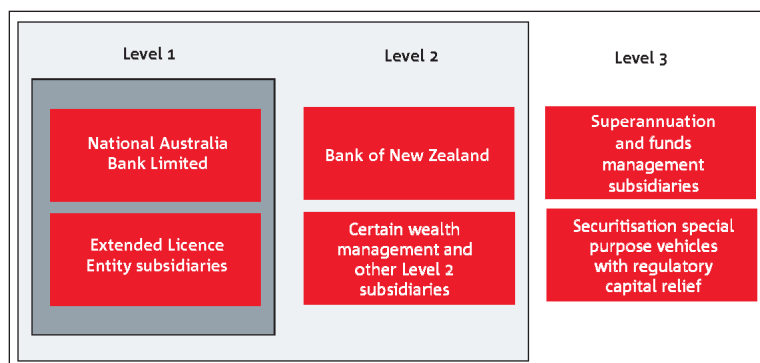 Level 1
National Australia
Bank Limited
Extended Licence
Entity subsidiaries
Level 2
Bank of New Zealand
Certain wealth
management and
other Level 2
subsidiaries
Level 3
Superannuation
and funds
management
subsidiaries
Securitisation special
purpose vehicles
with regulatory
capital relief